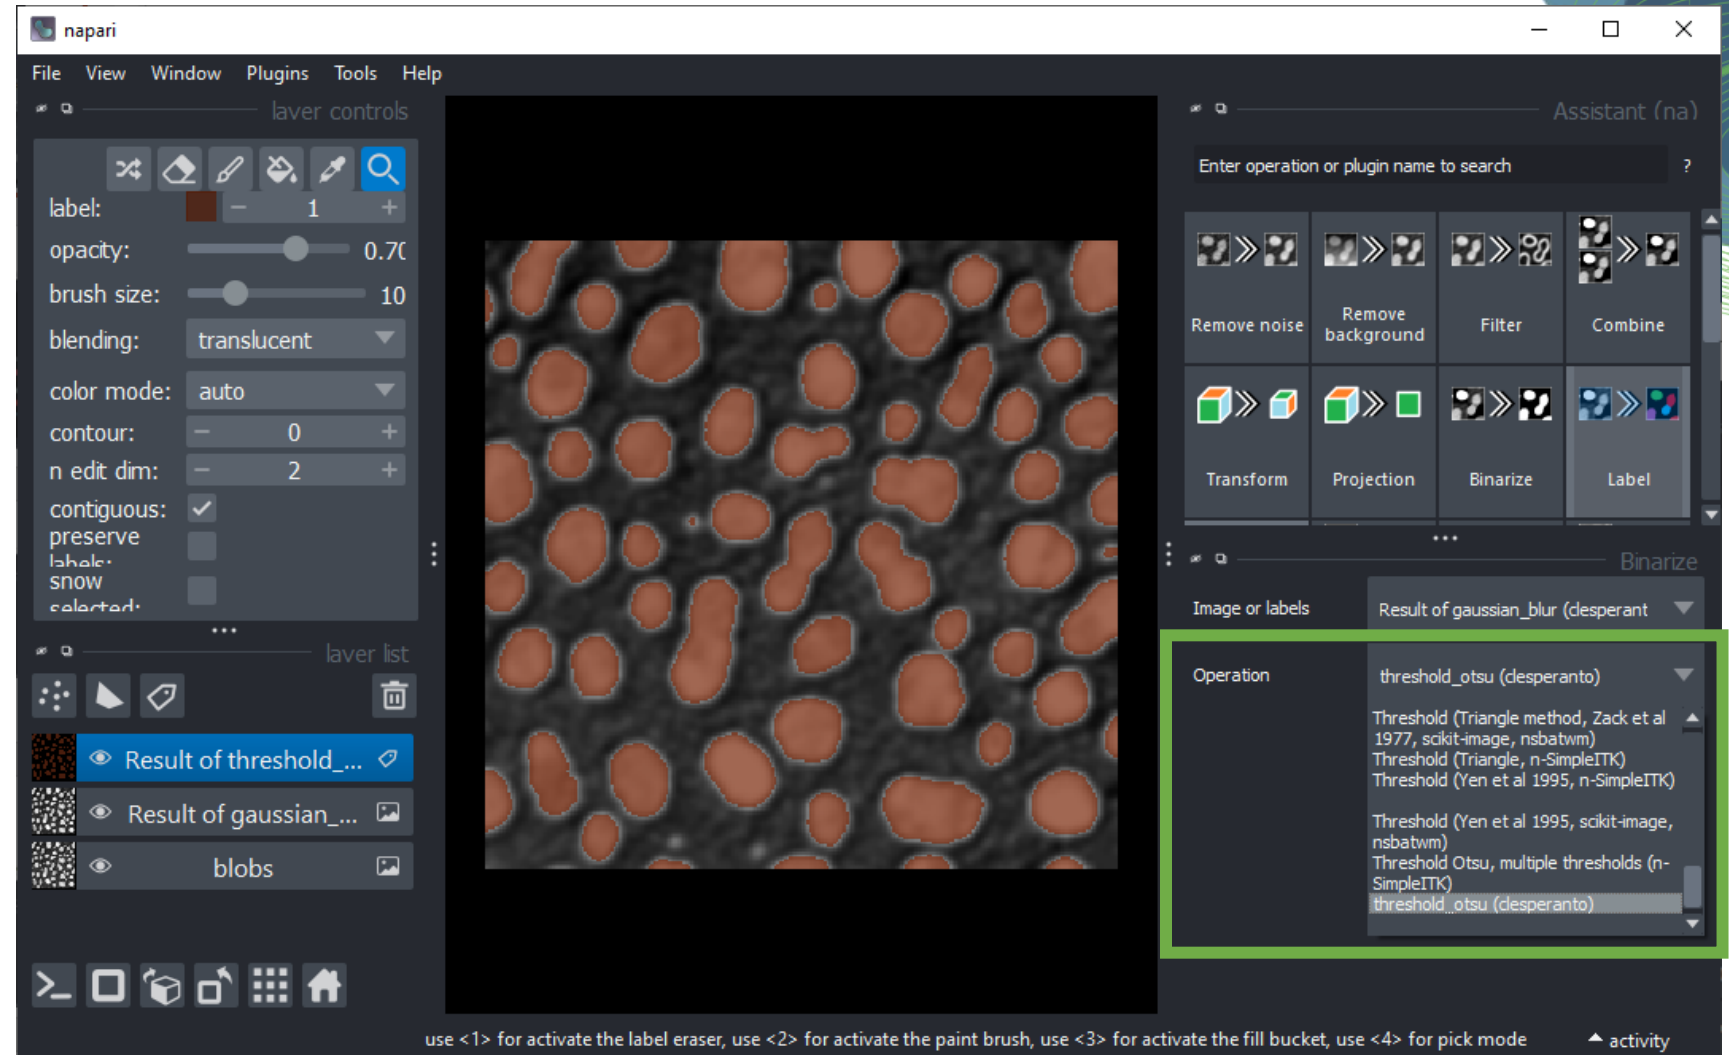 napari
File View Window Plugins Tools Help
layer controls
label: 1
opacity: 0.70
brush size: 10
blending: translucent
color mode: auto
contour: 0
n edit dim: 2
contiguous:
preserve
labels:
show
selected:
layer list
Result of threshold_...
Result of gaussian_...
blobs
Assistant (na)
Enter operation or plugin name to search ?
Remove noise
Remove
background
Filter
Combine
Transform
Projection
Binarize
Label
Binarize
Image or labels
Result of gaussian_blur (clesperant
Operation
threshold_otsu (clesperanto)
Threshold (Triangle method, Zack et al
1977, scikit-image, nsbatwm)
Threshold (Triangle, n-SimpleITK)
Threshold (Yen et al 1995, n-SimpleITK)
Threshold (Yen et al 1995, scikit-image,
nsbatwm)
Threshold Otsu, multiple thresholds (n-
SimpleITK)
threshold_otsu (clesperanto)
use <1> for activate the label eraser, use <2> for activate the paint brush, use <3> for activate the fill bucket, use <4> for pick mode
activity